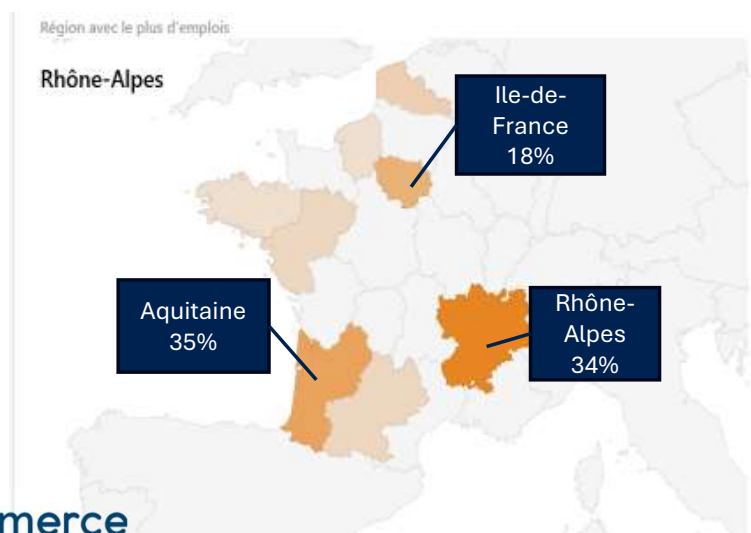 Région avec le plus d'emplois
Rhône-Alpes
Ile-de-
France
18%
Aquitaine
35%
Rhône-
Alpes
34%
merce